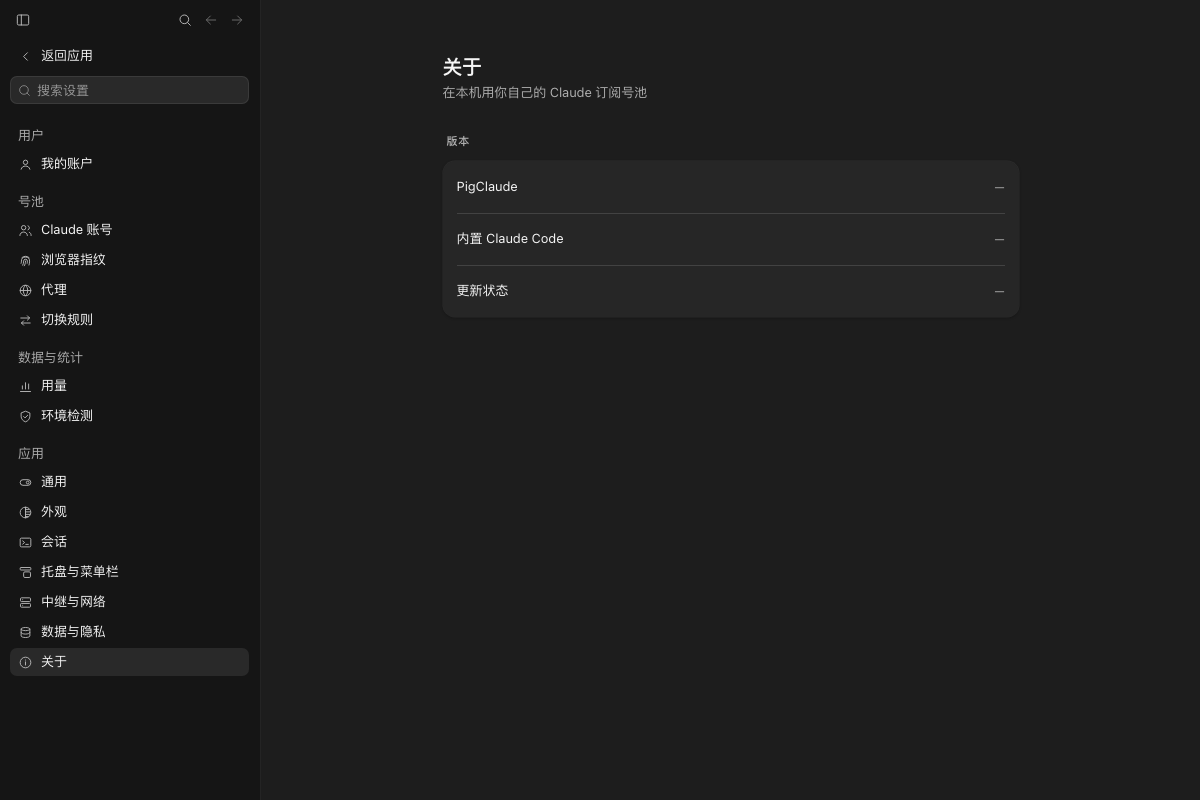 返回应用
搜索设置
用户
我的账户
号池
Claude 账号
浏览器指纹
代理
切换规则
数据与统计
用量
环境检测
应用
通用
外观
会话
托盘与菜单栏
中继与网络
数据与隐私
关于
关于
在本机用你自己的 Claude 订阅号池
版本
PigClaude —
内置 Claude Code —
更新状态 —